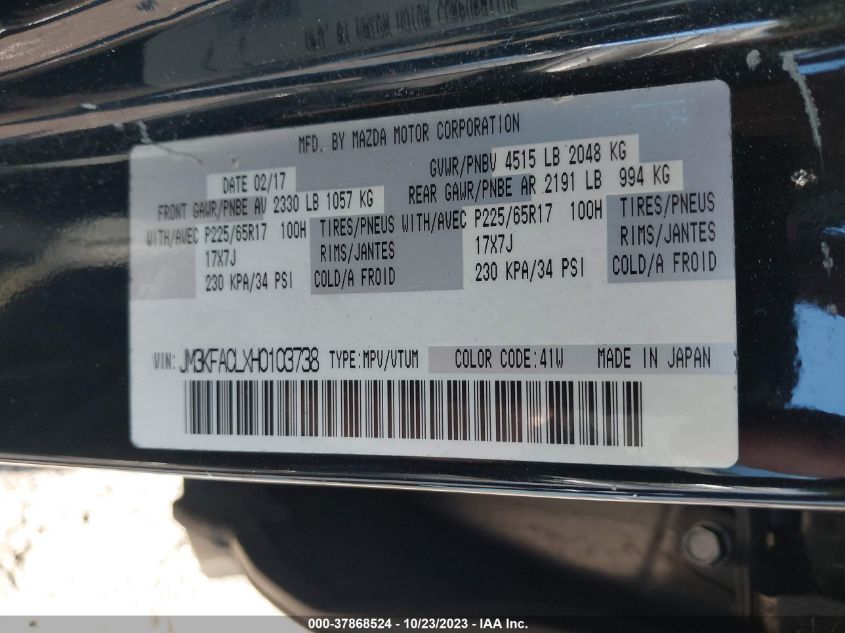 MFD. BY MAZDA MOTOR CORPORATION
DATE 02/17 GVWR/PNBV 4515 LB 2048 KG
FRONT GAWR/PNBE AV 2330 LB 1057 KG REAR GAWR/PNBE AR 2191 LB 994 KG
WITH/AVEC P225/65R17 100H TIRES/PNEUS WITH/AVEC P225/65R17 100H TIRES/PNEUS
17X7J RIMS/JANTES 17X7J RIMS/JANTES
230 KPA/34 PSI COLD/A FROID 230 KPA/34 PSI COLD/A FROID
VIN: JM3KFACLXH0103738 TYPE:MPV/VTUM COLOR CODE:41W MADE IN JAPAN
000-37868524 - 10/23/2023 - IAA Inc.